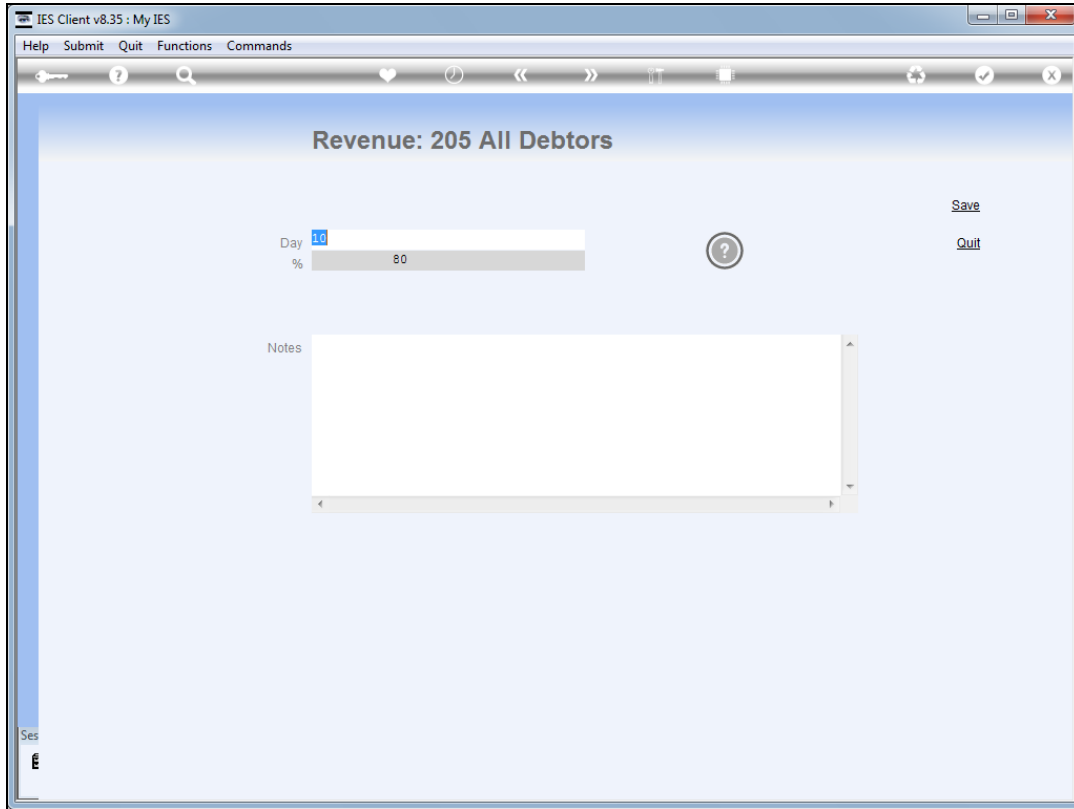 IES Client v8.35 : My IES
Help Submit Quit Functions Commands
Revenue: 205 All Debtors
Save
Day 10
Quit
% 80
Notes
Ses